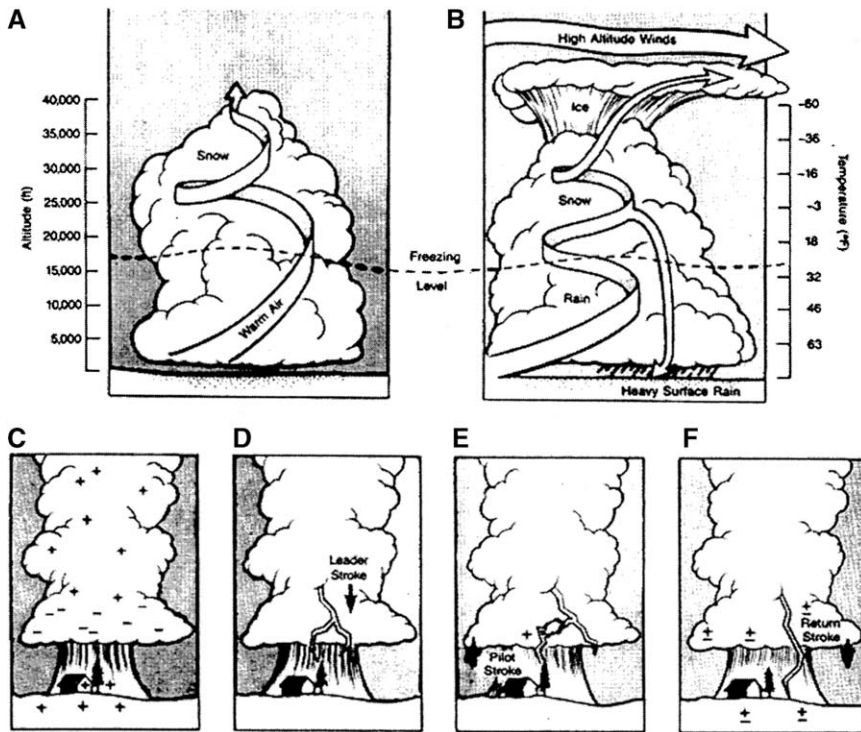 A
B
High Altitude Winds
Altitude (ft)
40,000
35,000
30,000
25,000
20,000
15,000
10,000
5,000
000
Snow
Warm Air
Freezing
Level
Ice
Snow
Rain
Heavy Surface Rain
Temperature (°F)
-60
-36
-16
-3
18
32
46
63
C
D
E
F
Leader
Stroke
Pilot
Stroke
Return
Stroke